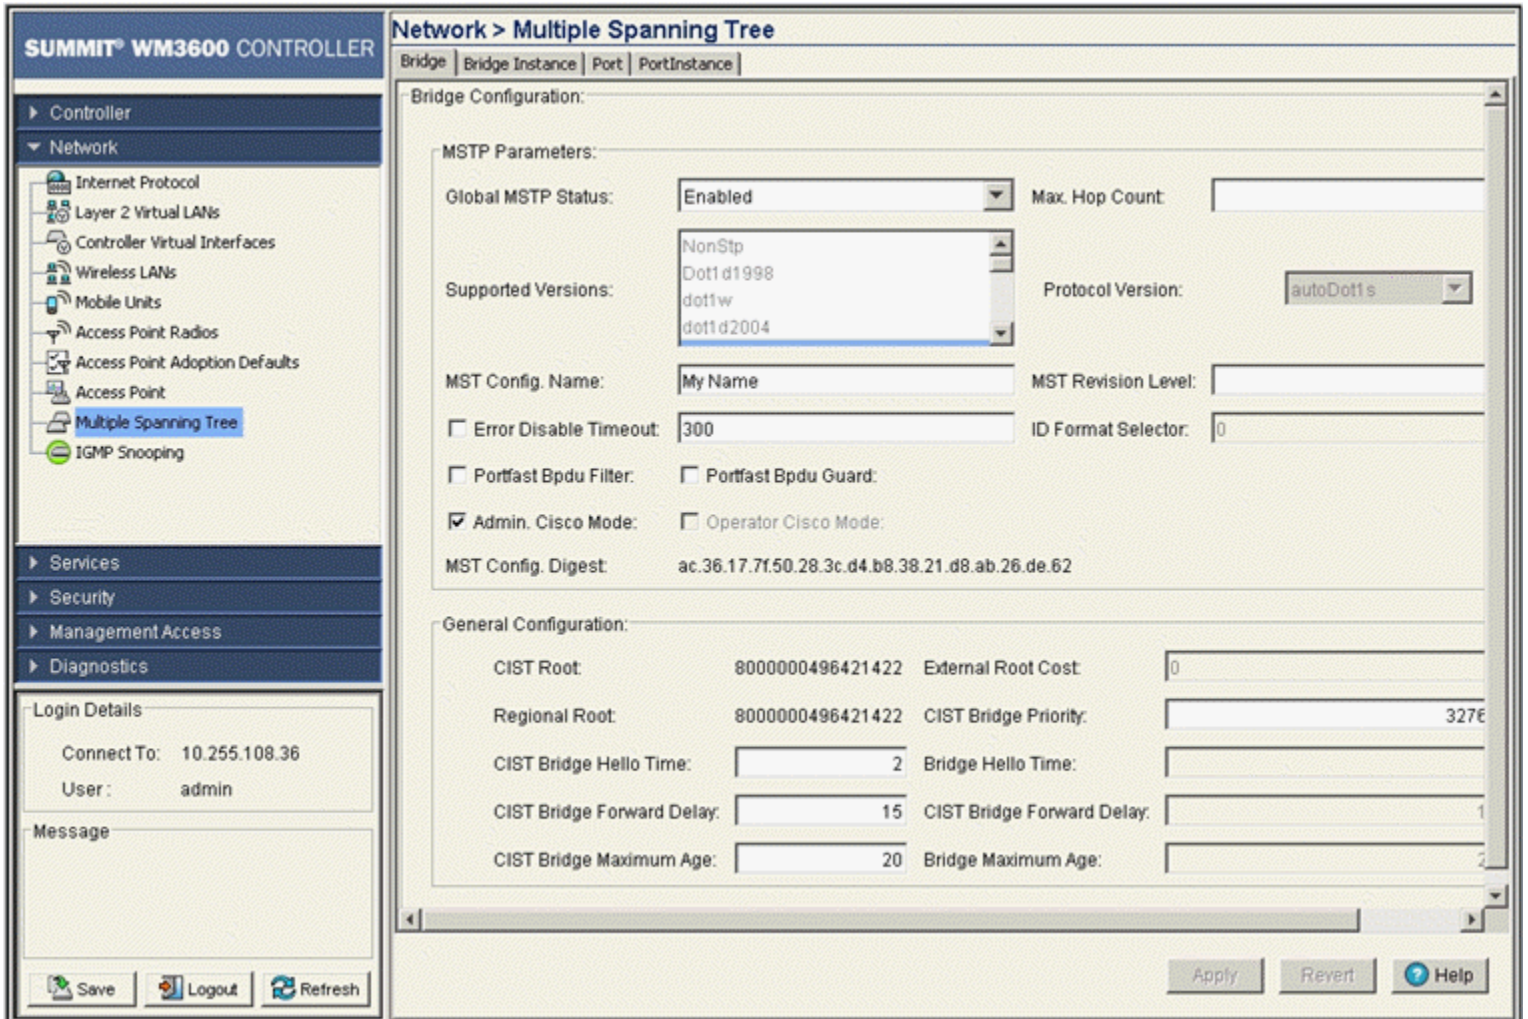 SUMMIT® WM3600 CONTROLLER
Controller
Network
Internet Protocol
Layer 2 Virtual LANs
Controller Virtual Interfaces
Wireless LANs
Mobile Units
Access Point Radios
Access Point Adoption Defaults
Access Point
Multiple Spanning Tree
IGMP Snooping
Services
Security
Management Access
Diagnostics
Login Details
Connect To: 10.255.108.36
User : admin
Message
Save Logout Refresh
Network > Multiple Spanning Tree
Bridge Bridge Instance Port PortInstance
Bridge Configuration:
MSTP Parameters:
Global MSTP Status: Enabled Max. Hop Count:
Supported Versions:
NonStp
Dot1d1998
dot1w
dot1d2004
Protocol Version: autoDot1s
MST Config. Name: My Name MST Revision Level:
Error Disable Timeout: 300 ID Format Selector: 0
Portfast Bpdu Filter: Portfast Bpdu Guard:
Admin. Cisco Mode: Operator Cisco Mode:
MST Config. Digest: ac.36.17.7f.50.28.3c.d4.b8.38.21.d8.ab.26.de.62
General Configuration:
CIST Root: 8000000496421422 External Root Cost: 0
Regional Root: 8000000496421422 CIST Bridge Priority: 3276
CIST Bridge Hello Time: 2 Bridge Hello Time:
CIST Bridge Forward Delay: 15 CIST Bridge Forward Delay: 1
CIST Bridge Maximum Age: 20 Bridge Maximum Age: 2
Apply Revert Help